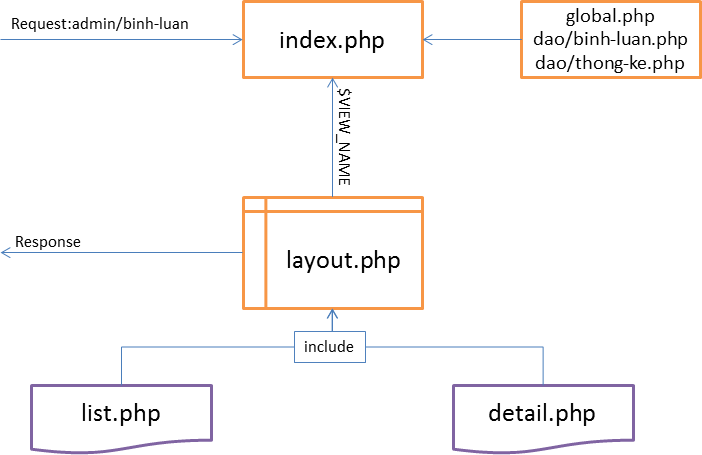 Request:admin/binh-luan
index.php
global.php
dao/binh-luan.php
dao/thong-ke.php
$VIEW_NAME
Response
layout.php
include
list.php
detail.php